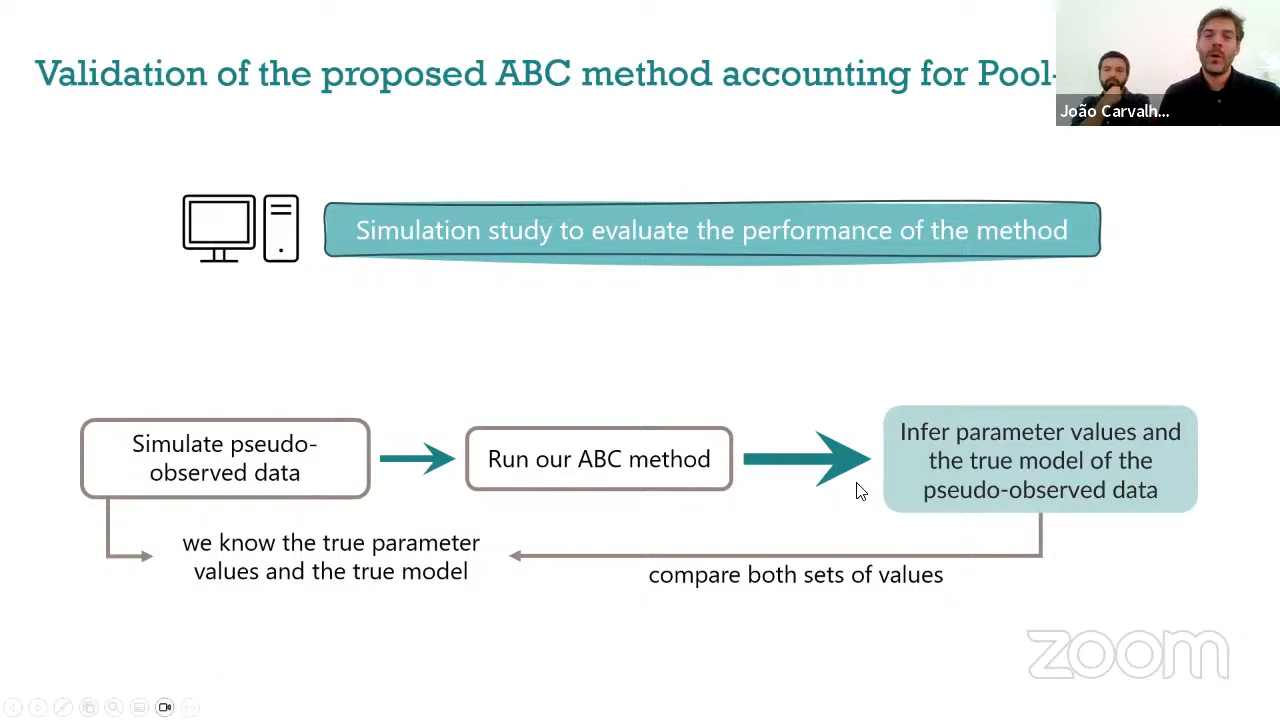 Validation of the proposed ABC method accounting for Pool-
João Carvalh...
Simulation study to evaluate the performance of the method
Simulate pseudo-
observed data
Run our ABC method
Infer parameter values and
the true model of the
pseudo-observed data
we know the true parameter
values and the true model
compare both sets of values
zoom